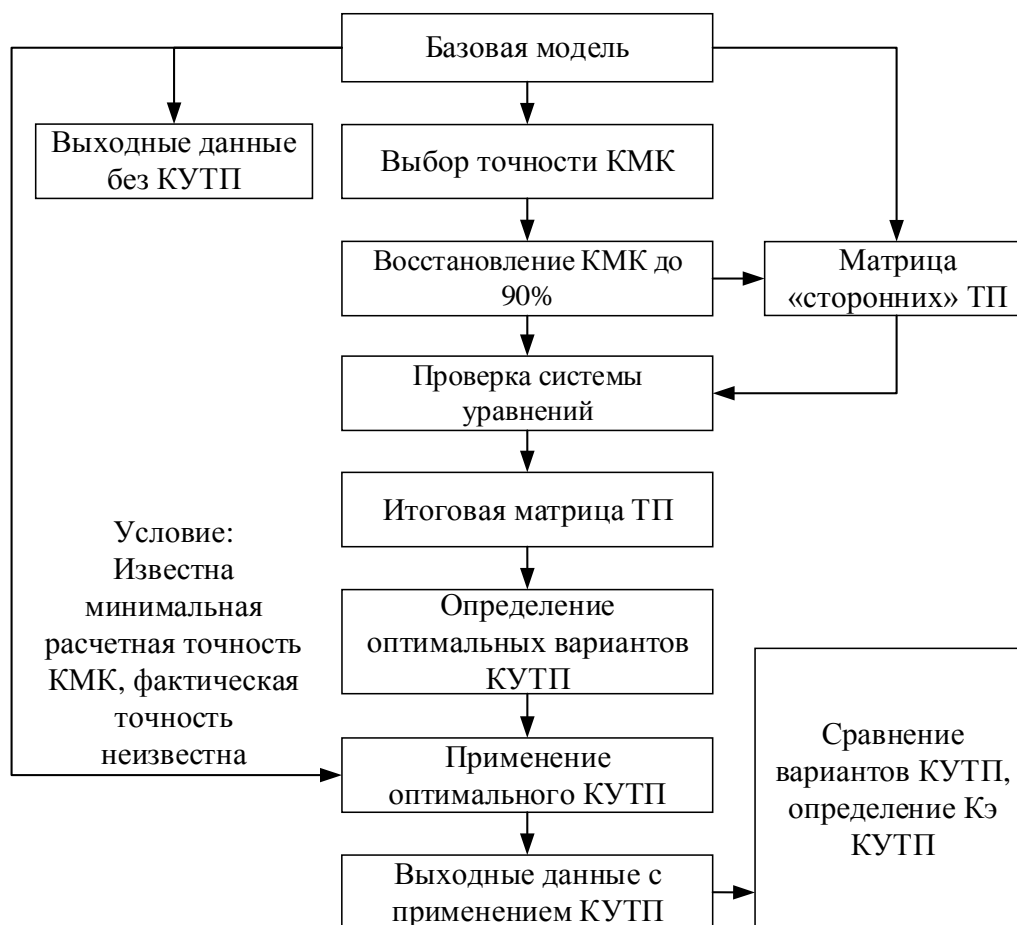 Базовая модель
Выходные данные
без КУТП
Выбор точности КМК
Восстановление КМК до
90%
Матрица
«сторонних» ТП
Проверка системы
уравнений
Итоговая матрица ТП
Условие:
Известна
минимальная
расчетная точность
КМК, фактическая
точность
неизвестна
Определение
оптимальных вариантов
КУТП
Применение
оптимального КУТП
Сравнение
вариантов КУТП,
определение Кэ
КУТП
Выходные данные с
применением КУТП